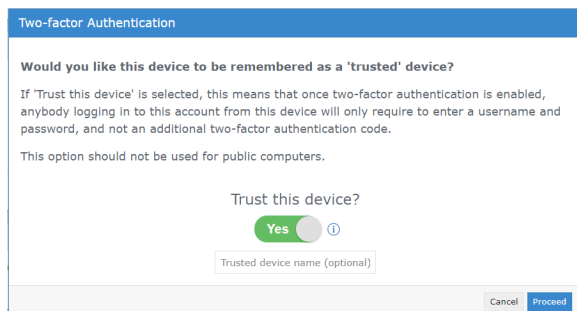 Two-factor Authentication
Would you like this device to be remembered as a 'trusted' device?
If 'Trust this device' is selected, this means that once two-factor authentication is enabled,
anybody logging in to this account from this device will only require to enter a username and
password, and not an additional two-factor authentication code.
This option should not be used for public computers.
Trust this device?
Yes
Trusted device name (optional)
Cancel Proceed